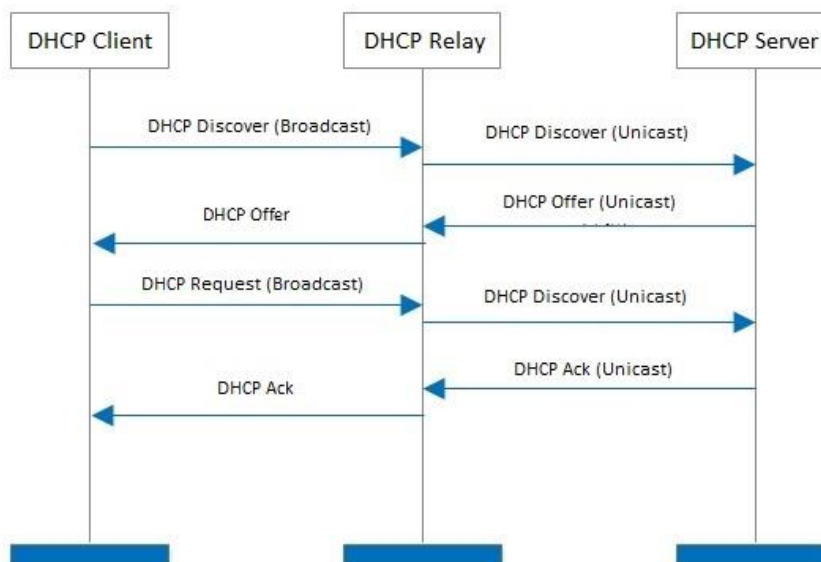 DHCP Client
DHCP Relay
DHCP Server
DHCP Discover (Broadcast)
DHCP Discover (Unicast)
DHCP Offer (Unicast)
DHCP Offer
DHCP Request (Broadcast)
DHCP Discover (Unicast)
DHCP Ack (Unicast)
DHCP Ack